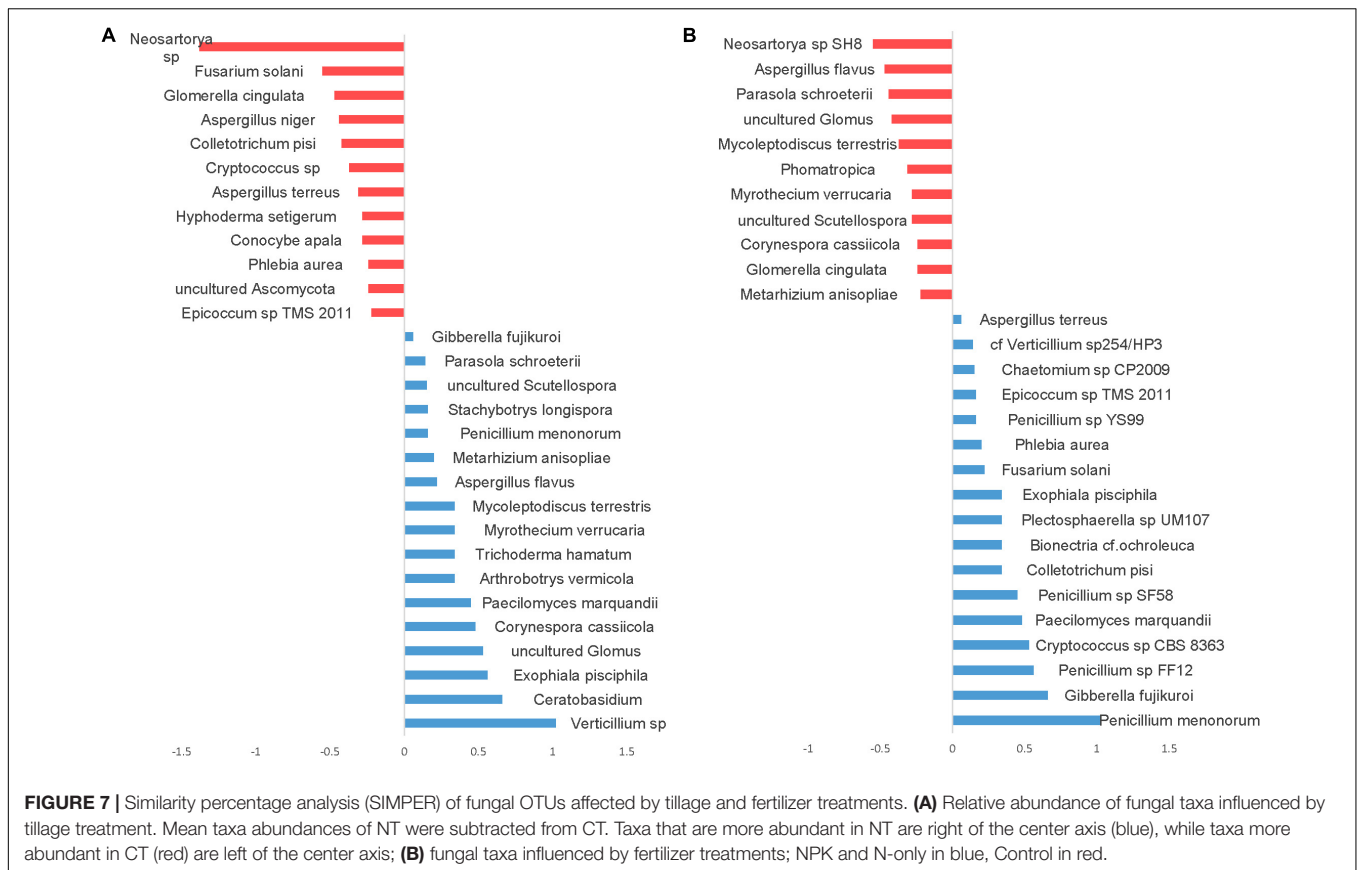 A
Neosartorya
sp
Fusarium solani
Glomerella cingulata
Aspergillus niger
Colletotrichum pisi
Cryptococcus sp
Aspergillus terreus
Hyphoderma setigerum
Conocybe apala
Phlebia aurea
uncultured Ascomycota
Epicoccum sp TMS 2011
Gibberella fujikuroi
Parasola schroeterii
uncultured Scutellospora
Stachybotrys longispora
Penicillium menonorum
Metarhizium anisopliae
Aspergillus flavus
Mycoleptodiscus terrestris
Myrothecium verrucaria
Trichoderma hamatum
Arthrobotrys vermicola
Paecilomyces marquandii
Corynespora cassiicola
uncultured Glomus
Exophiala pisciphila
Ceratobasidium
Verticillium sp
-1.5 -1 -0.5 0 0.5 1 1.5
B
Neosartorya sp SH8
Aspergillus flavus
Parasola schroeterii
uncultured Glomus
Mycoleptodiscus terrestris
Phomatropica
Myrothecium verrucaria
uncultured Scutellospora
Corynespora cassiicola
Glomerella cingulata
Metarhizium anisopliae
Aspergillus terreus
cf Verticillium sp254/HP3
Chaetomium sp CP2009
Epicoccum sp TMS 2011
Penicillium sp YS99
Phlebia aurea
Fusarium solani
Exophiala pisciphila
Plectosphaerella sp UM107
Bionectria cf.ochroleuca
Colletotrichum pisi
Penicillium sp SF58
Paecilomyces marquandii
Cryptococcus sp CBS 8363
Penicillium sp FF12
Gibberella fujikuroi
Penicillium menonorum
-1 -0.5 0 0.5 1 1.5
FIGURE 7 | Similarity percentage analysis (SIMPER) of fungal OTUs affected by tillage and fertilizer treatments. (A) Relative abundance of fungal taxa influenced by
tillage treatment. Mean taxa abundances of NT were subtracted from CT. Taxa that are more abundant in NT are right of the center axis (blue), while taxa more
abundant in CT (red) are left of the center axis; (B) fungal taxa influenced by fertilizer treatments; NPK and N-only in blue, Control in red.